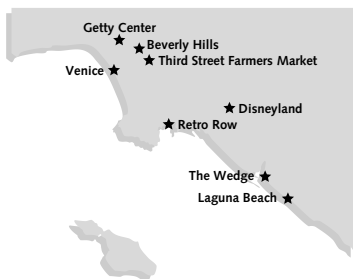 Getty Center
Beverly Hills
Third Street Farmers Market
Venice
Disneyland
Retro Row
The Wedge
Laguna Beach